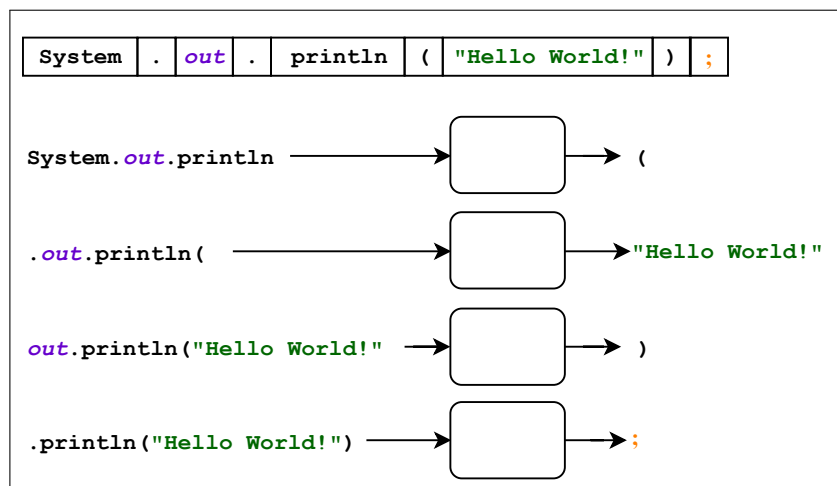 System . out . println ( "Hello World!" ) ;
System.out.println (
.out.println( "Hello World!"
out.println("Hello World!" )
.println("Hello World!") ;